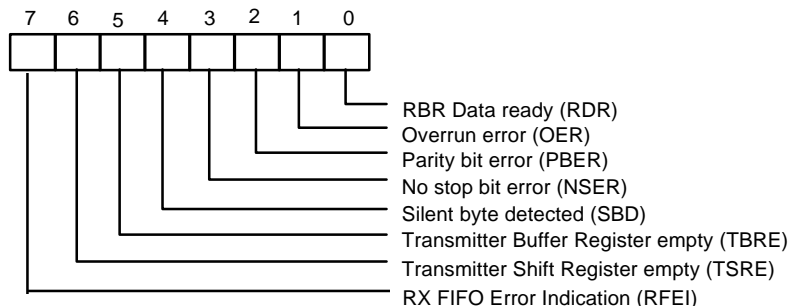 7 6 5 4 3 2 1 0
RBR Data ready (RDR)
Overrun error (OER)
Parity bit error (PBER)
No stop bit error (NSER)
Silent byte detected (SBD)
Transmitter Buffer Register empty (TBRE)
Transmitter Shift Register empty (TSRE)
RX FIFO Error Indication (RFEI)